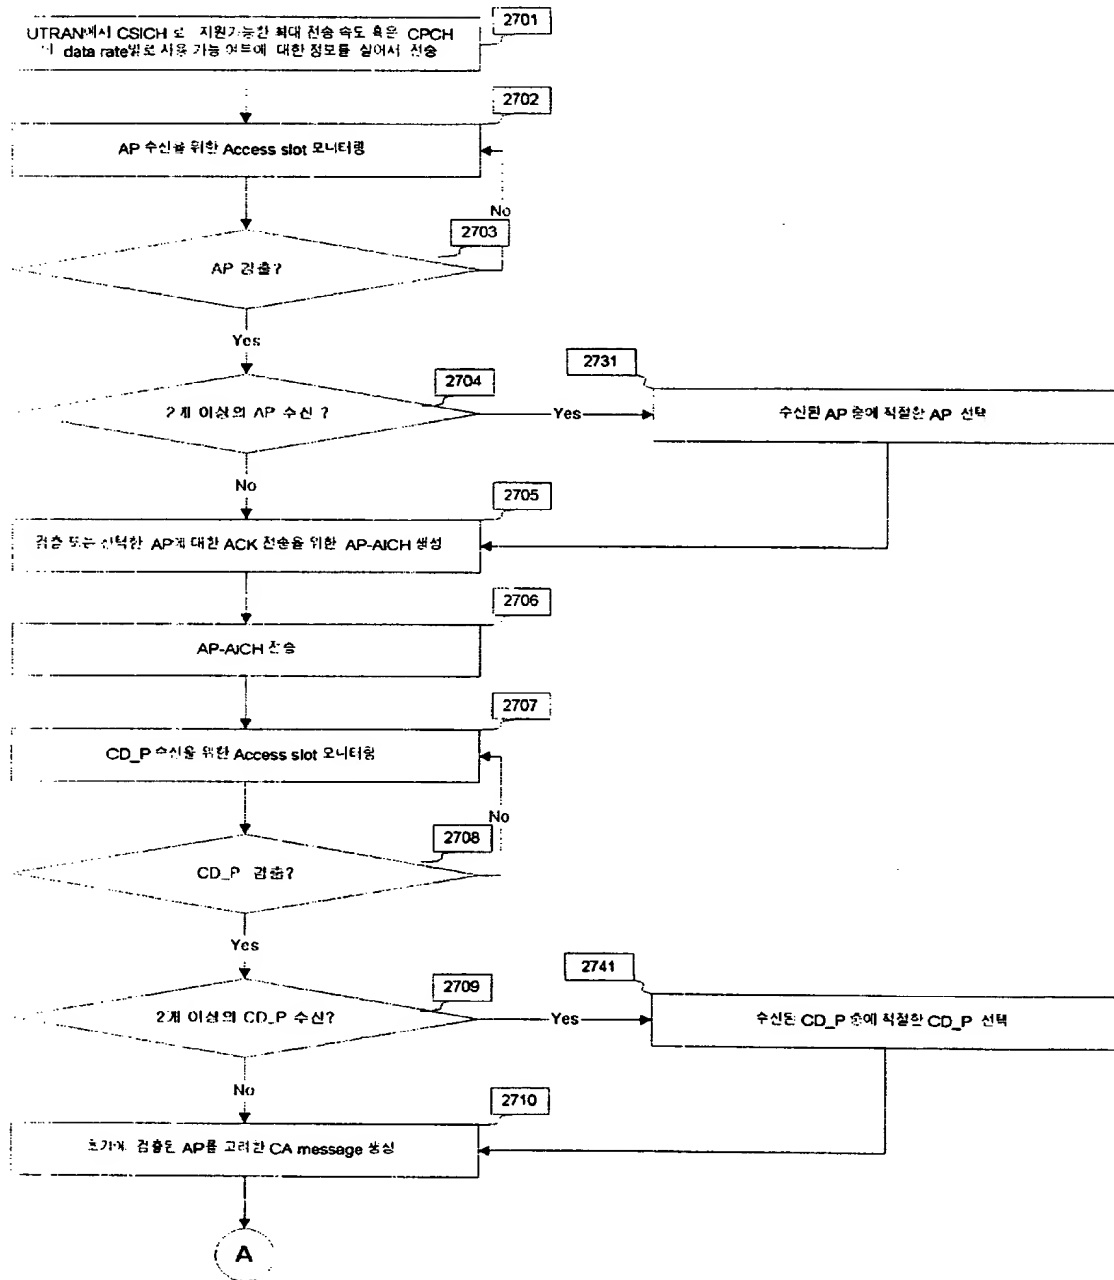 2701
UTRAN에서 CSICH 로 지원가능한 최대 전송 속도 혹은 CPCH
data rate별로 사용 가능 여부에 대한 정보를 실어서 전송
2702
AP 수신을 위한 Access slot 모니터링
No
2703
AP 검출?
Yes
2704
2개 이상의 AP 수신 ?
Yes
2731
수신된 AP 중에 적절한 AP 선택
No
2705
검출 또는 선택한 AP에 대한 ACK 전송을 위한 AP-AICH 생성
2706
AP-AICH 전송
2707
CD_P 수신을 위한 Access slot 모니터링
No
2708
CD_P 검출?
Yes
2709
2개 이상의 CD_P 수신?
Yes
2741
수신된 CD_P 중에 적절한 CD_P 선택
No
2710
초기에 검출된 AP를 고려한 CA message 생성
A